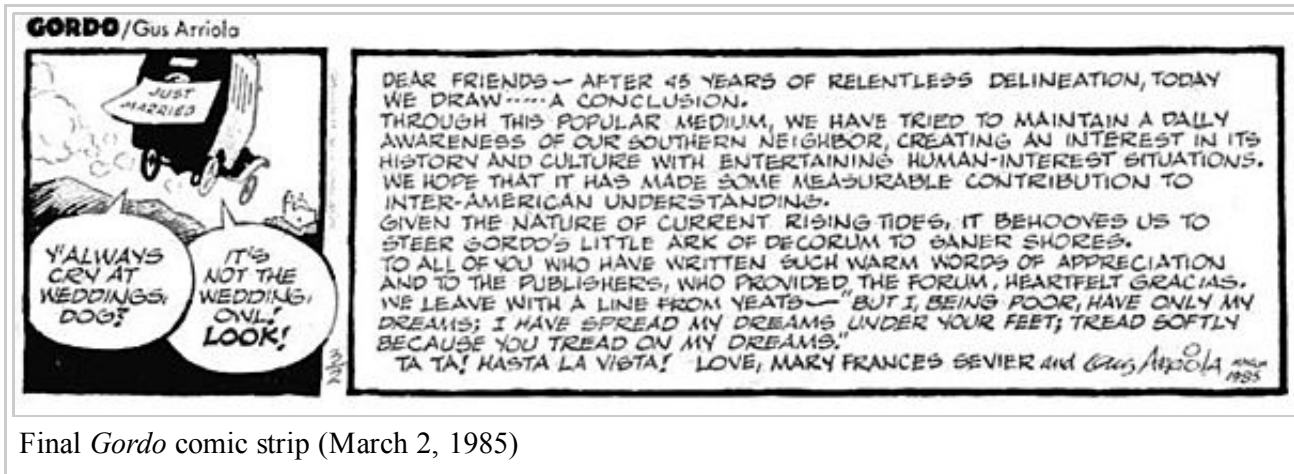 GORDO/Gus Arriola
JUST
MARRIED
Y'ALWAYS
CRY AT
WEDDINGS,
DOG?
IT'S
NOT THE
WEDDING,
OWL!
LOOK!
3/2
DEAR FRIENDS — AFTER 45 YEARS OF RELENTLESS DELINEATION, TODAY
WE DRAW.....A CONCLUSION.
THROUGH THIS POPULAR MEDIUM, WE HAVE TRIED TO MAINTAIN A DAILY
AWARENESS OF OUR SOUTHERN NEIGHBOR, CREATING AN INTEREST IN ITS
HISTORY AND CULTURE WITH ENTERTAINING HUMAN-INTEREST SITUATIONS.
WE HOPE THAT IT HAS MADE SOME MEASURABLE CONTRIBUTION TO
INTER-AMERICAN UNDERSTANDING.
GIVEN THE NATURE OF CURRENT RISING TIDES, IT BEHOOVES US TO
STEER GORDO'S LITTLE ARK OF DECORUM TO SANER SHORES.
TO ALL OF YOU WHO HAVE WRITTEN SUCH WARM WORDS OF APPRECIATION
AND TO THE PUBLISHERS, WHO PROVIDED THE FORUM, HEARTFELT GRACIAS.
WE LEAVE WITH A LINE FROM YEATS — "BUT I, BEING POOR, HAVE ONLY MY
DREAMS; I HAVE SPREAD MY DREAMS UNDER YOUR FEET; TREAD SOFTLY
BECAUSE YOU TREAD ON MY DREAMS."
TA TA! HASTA LA VISTA! LOVE, MARY FRANCES SEVIER and Gus Arriola
1985
Final Gordo comic strip (March 2, 1985)